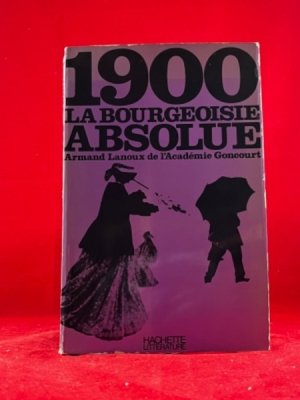 1900
LA BOURGEOISIE
ABSOLUE
Armand Lanoux de l'Académie Goncourt
HACHETTE
LITTÉRATURE